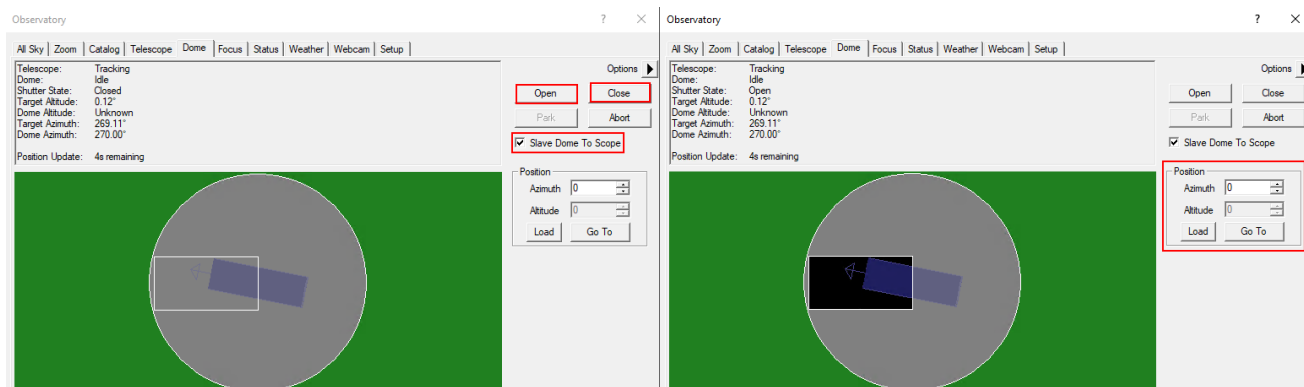 Observatory ? ×
All Sky Zoom Catalog Telescope Dome Focus Status Weather Webcam Setup
Telescope: Tracking
Dome: Idle
Shutter State: Closed
Target Altitude: 0.12°
Dome Altitude: Unknown
Target Azimuth: 269.11°
Dome Azimuth: 270.00°
Position Update: 4s remaining
Options
Open Close
Park Abort
Slave Dome To Scope
Position
Azimuth 0
Altitude 0
Load Go To
Observatory ? ×
All Sky Zoom Catalog Telescope Dome Focus Status Weather Webcam Setup
Telescope: Tracking
Dome: Idle
Shutter State: Open
Target Altitude: 0.12°
Dome Altitude: Unknown
Target Azimuth: 269.11°
Dome Azimuth: 270.00°
Position Update: 4s remaining
Options
Open Close
Park Abort
Slave Dome To Scope
Position
Azimuth 0
Altitude 0
Load Go To